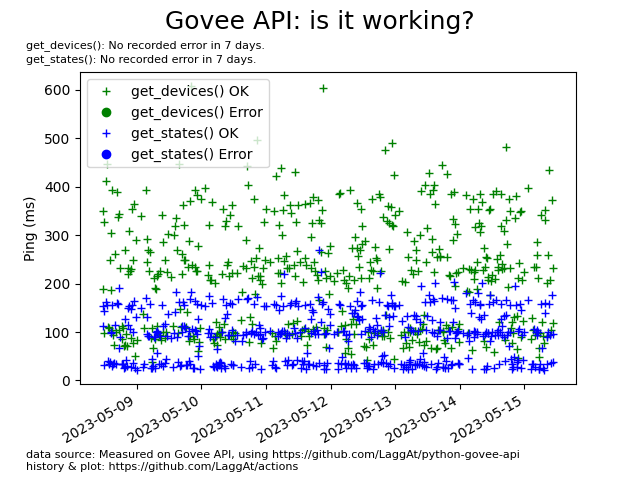 Govee API: is it working?
get_devices(): No recorded error in 7 days.
get_states(): No recorded error in 7 days.
get_devices() OK
get_devices() Error
get_states() OK
get_states() Error
Ping (ms)
600
500
400
300
200
100
0
2023-05-09
2023-05-10
2023-05-11
2023-05-12
2023-05-13
2023-05-14
2023-05-15
data source: Measured on Govee API, using https://github.com/LaggAt/python-govee-api
history & plot: https://github.com/LaggAt/actions